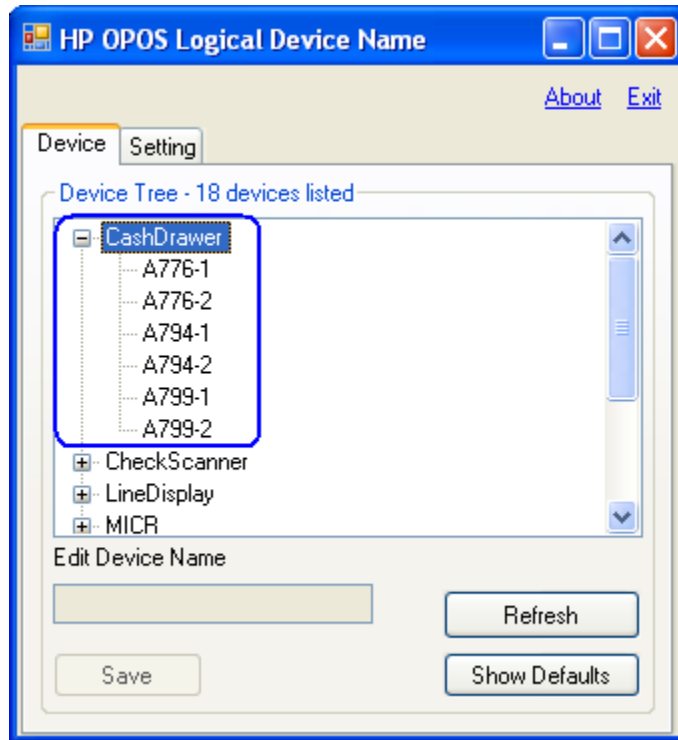 HP OPOS Logical Device Name
About Exit
Device Setting
Device Tree - 18 devices listed
CashDrawer
A776-1
A776-2
A794-1
A794-2
A799-1
A799-2
CheckScanner
LineDisplay
MICR
Edit Device Name
Refresh
Save Show Defaults